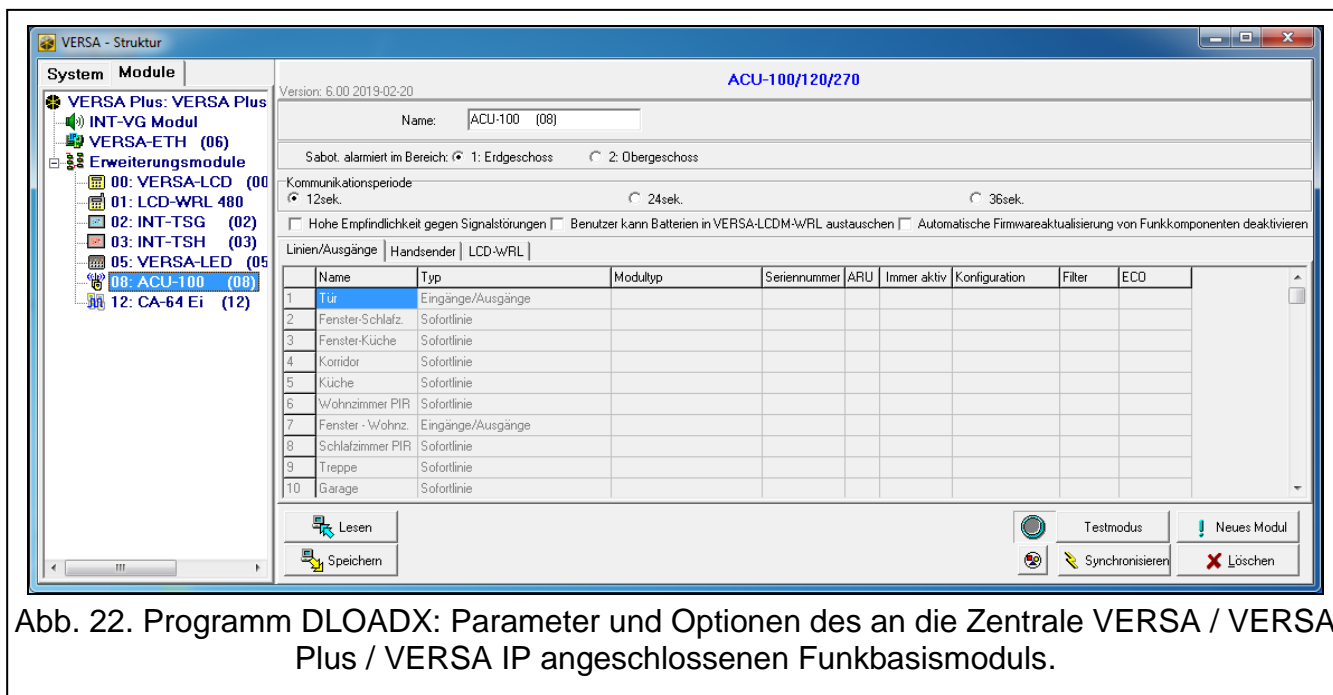 VERSA - Struktur
System Module
VERSA Plus: VERSA Plus
INT-VG Modul
VERSA-ETH (06)
Erweiterungsmodule
00: VERSA-LCD (00
01: LCD-WRL 480
02: INT-TSG (02)
03: INT-TSH (03)
05: VERSA-LED (05
08: ACU-100 (08)
12: CA-64 Ei (12)
ACU-100/120/270
Version: 6.00 2019-02-20
Name: ACU-100 (08)
Sabot. alarmiert im Bereich: 1: Erdgeschoss 2: Obergeschoss
Kommunikationsperiode
12sek. 24sek. 36sek.
Hohe Empfindlichkeit gegen Signalstörungen Benutzer kann Batterien in VERSA-LCDM-WRL austauschen Automatische Firmwareaktualisierung von Funkkomponenten deaktivieren
Linien/Ausgänge Handsender LCD-WRL
Name Typ Modultyp Seriennummer ARU Immer aktiv Konfiguration Filter ECO
1 Tür Eingänge/Ausgänge
2 Fenster-Schlafz. Sofortlinie
3 Fenster-Küche Sofortlinie
4 Korridor Sofortlinie
5 Küche Sofortlinie
6 Wohnzimmer PIR Sofortlinie
7 Fenster - Wohnz. Eingänge/Ausgänge
8 Schlafzimmer PIR Sofortlinie
9 Treppe Sofortlinie
10 Garage Sofortlinie
Lesen Testmodus Neues Modul
Speichern Synchronisieren Löschen
Abb. 22. Programm DLOADX: Parameter und Optionen des an die Zentrale VERSA / VERSA
Plus / VERSA IP angeschlossenen Funkbasismoduls.